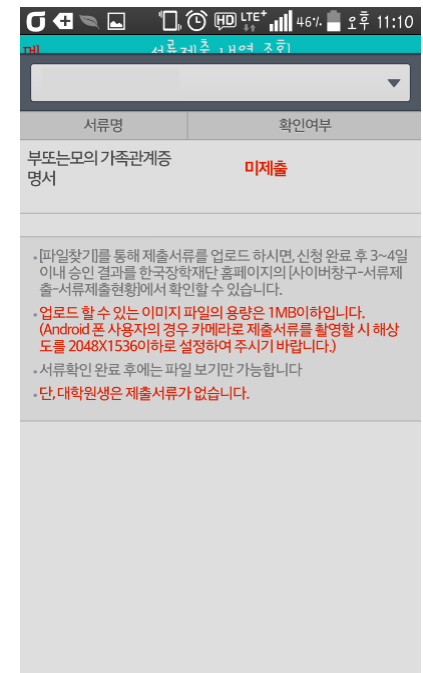 HD LTE+ 46% 오후 11:10
서류제출 내역 조회
서류명 확인여부
부또는모의 가족관계증
명서
미제출
• [파일찾기]를 통해 제출서류를 업로드 하시면, 신청 완료 후 3~4일
이내 승인 결과를 한국장학재단 홈페이지의 [사이버창구-서류제
출-서류제출현황]에서 확인할 수 있습니다.
• 업로드 할 수 있는 이미지 파일의 용량은 1MB이하입니다.
(Android 폰 사용자의 경우 카메라로 제출서류를 촬영할 시 해상
도를 2048X1536이하로 설정하여 주시기 바랍니다.)
• 서류확인 완료 후에는 파일 보기만 가능합니다
• 단, 대학원생은 제출서류가 없습니다.